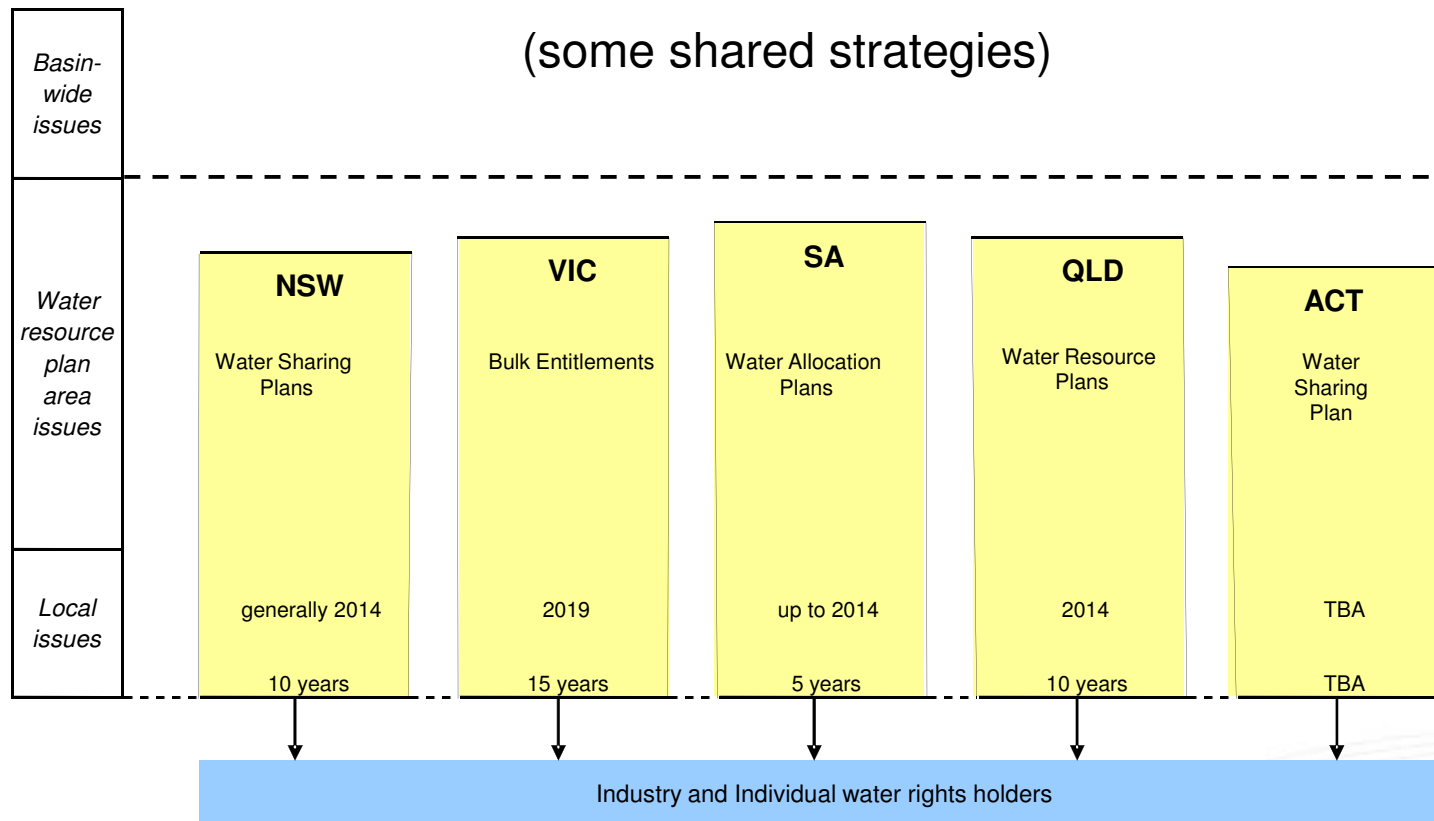 (some shared strategies)
Basin-
wide
issues
Water
resource
plan
area
issues
Local
issues
NSW
Water Sharing
Plans
generally 2014
10 years
VIC
Bulk Entitlements
2019
15 years
SA
Water Allocation
Plans
up to 2014
5 years
QLD
Water Resource
Plans
2014
10 years
ACT
Water
Sharing
Plan
TBA
TBA
Industry and Individual water rights holders